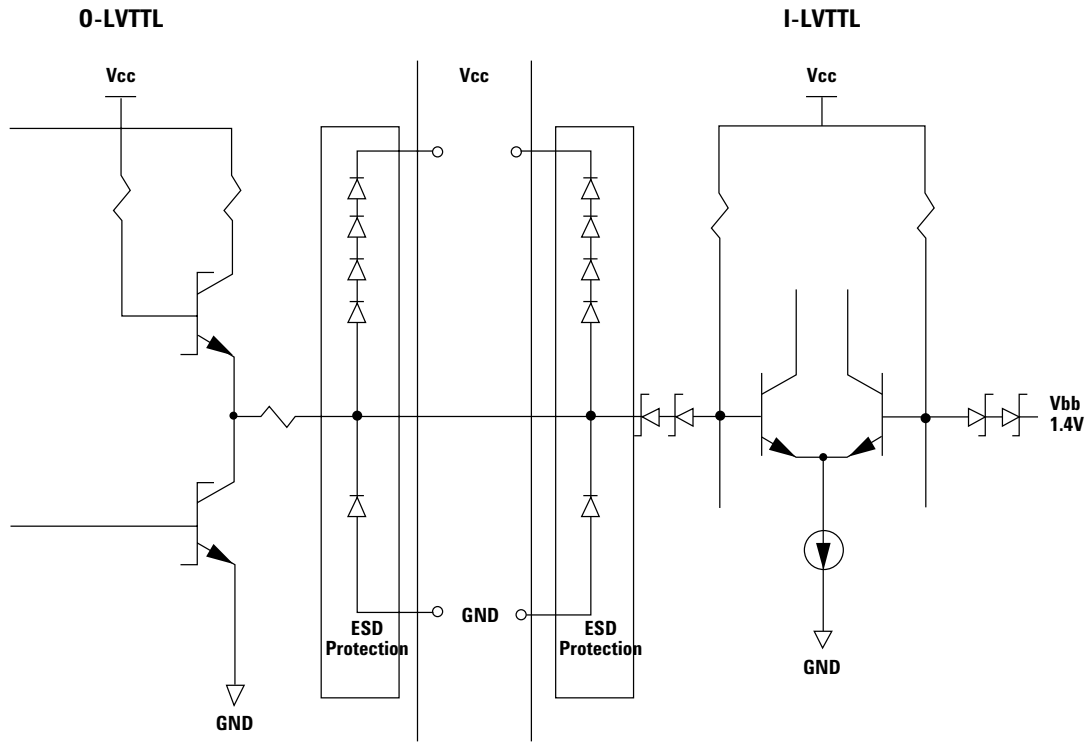 O-LVTTL
I-LVTTL
Vcc
Vcc
Vcc
Vbb
1.4V
GND
ESD
Protection
ESD
Protection
GND
GND